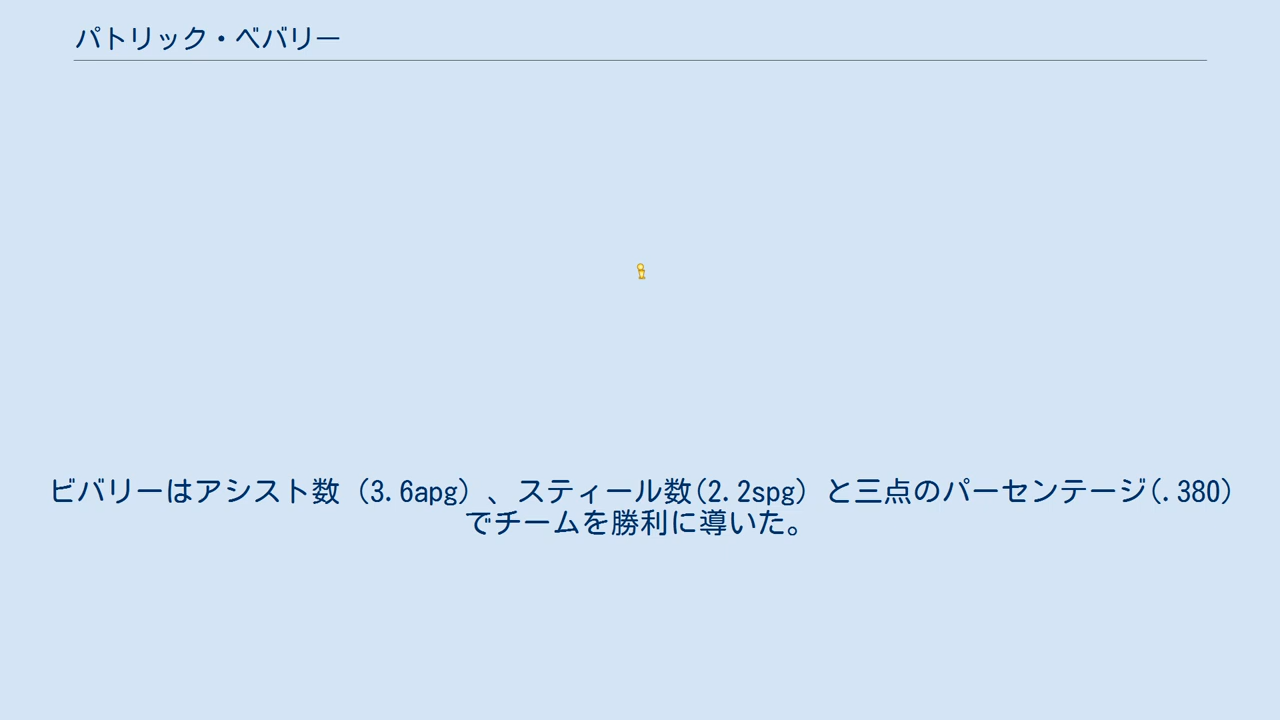 パトリック・ベバリー
ビバリーはアシスト数（3.6apg）、スティール数(2.2spg）と三点のパーセンテージ(.380)
でチームを勝利に導いた。